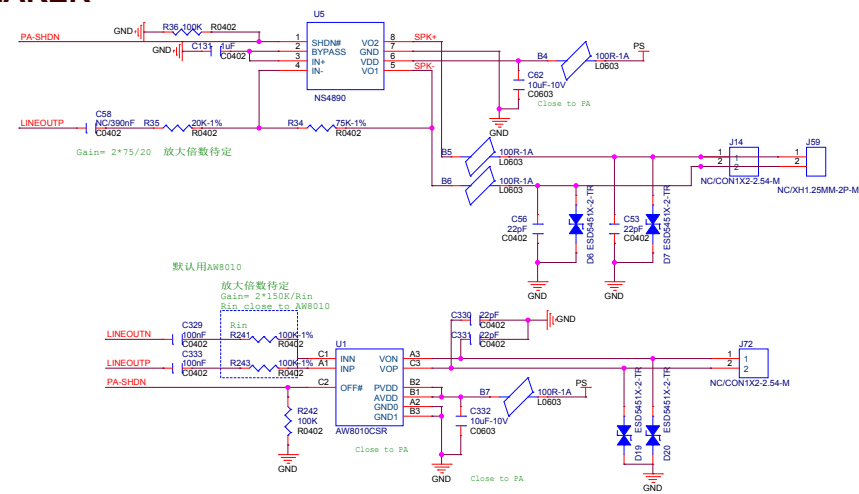 U5
R36 100K R0402
PA-SHDN
GND
C131 1uF
GND
C0402
1 SHDN# VO2 8 SPK+
2 BYPASS GND 7
3 IN+ VDD 6
4 IN- VO1 5 SPK-
NS4890
B4 100R-1A PS
L0603
C62
10uF-10V
C0603
Close to PA
GND
C58
LINEOUTP NC/390nF R35 20K-1% R34 75K-1%
C0402 R0402 R0402
Gain= 2*75/20 放大倍数待定
B5 100R-1A
L0603
B6 100R-1A
L0603
J14 J59
1 1 1
2 2 2
NC/CON1X2-2.54-M
NC/XH1.25MM-2P-M
C56
22pF
C0402
D6 ESD5451X-2-TR
C53
22pF
C0402
D7 ESD5451X-2-TR
GND GND
默认用AW8010
放大倍数待定
Gain= 2*150K/Rin
Rin close to AW8010
C329 Rin
LINEOUTN 100nF R241 100K-1%
C0402 R0402
C333
LINEOUTP 100nF R243 100K-1%
C0402 R0402
PA-SHDN
U1
C1 INN VON A3
A1 INP VOP C3
C2 OFF# PVDD B2
AVDD B1
GND0 A2
GND1 B3
AW8010CSR
R242
100K
R0402
GND
C330 22pF GND
C0402
C331 22pF
C0402
B7 100R-1A PS
L0603
C332
10uF-10V
C0603
Close to PA
GND
Close to PA
J72
1 1
2 2
NC/CON1X2-2.54-M
D19 ESD5451X-2-TR
D20 ESD5451X-2-TR
GND